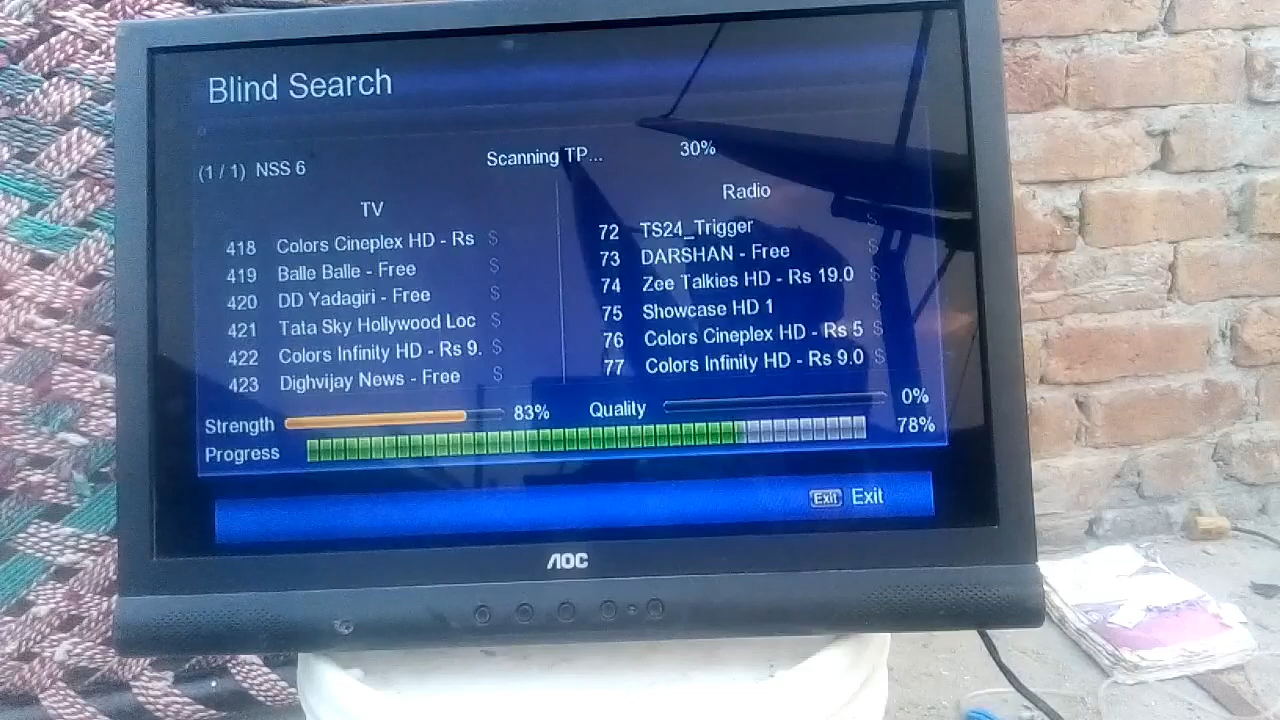 Blind Search
(1 / 1) NSS 6 Scanning TP... 30%
TV
418 Colors Cineplex HD - Rs $
419 Balle Balle - Free $
420 DD Yadagiri - Free $
421 Tata Sky Hollywood Loc $
422 Colors Infinity HD - Rs 9. $
423 Dighvijay News - Free $
Radio
72 TS24_Trigger $
73 DARSHAN - Free $
74 Zee Talkies HD - Rs 19.0 $
75 Showcase HD 1 $
76 Colors Cineplex HD - Rs 5 $
77 Colors Infinity HD - Rs 9.0 $
Strength 83% Quality 0%
Progress 78%
Exit Exit
AOC